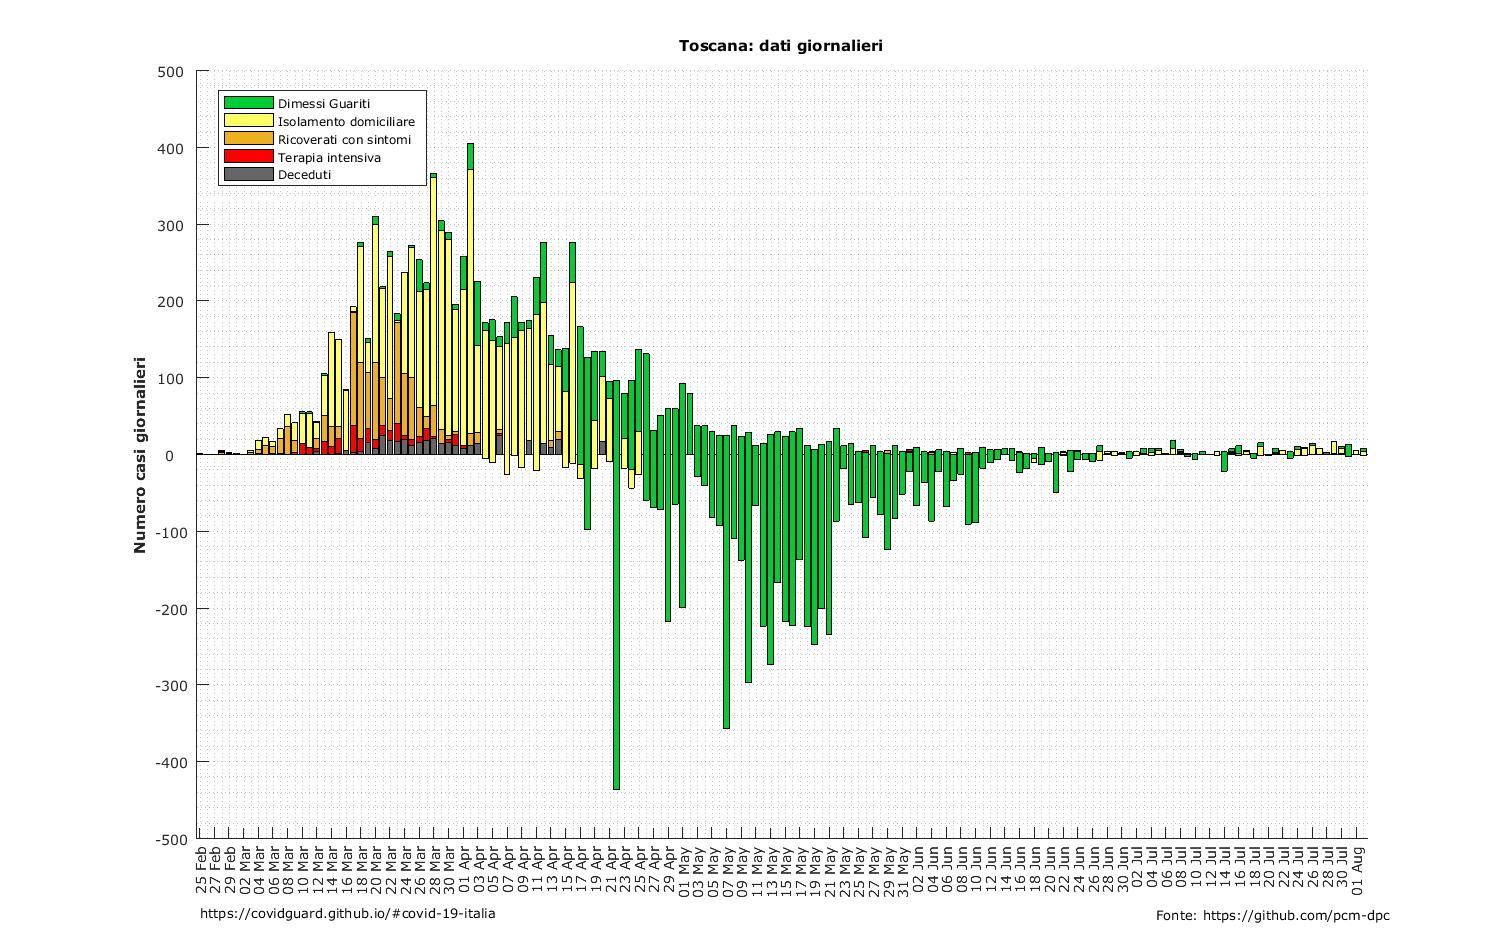 Toscana: dati giornalieri
500
400
300
200
100
0
-100
-200
-300
-400
-500
Numero casi giornalieri
Dimessi Guariti
Isolamento domiciliare
Ricoverati con sintomi
Terapia intensiva
Deceduti
25 Feb
27 Feb
29 Feb
02 Mar
04 Mar
06 Mar
08 Mar
10 Mar
12 Mar
14 Mar
16 Mar
18 Mar
20 Mar
22 Mar
24 Mar
26 Mar
28 Mar
30 Mar
01 Apr
03 Apr
05 Apr
07 Apr
09 Apr
11 Apr
13 Apr
15 Apr
17 Apr
19 Apr
21 Apr
23 Apr
25 Apr
27 Apr
29 Apr
01 May
03 May
05 May
07 May
09 May
11 May
13 May
15 May
17 May
19 May
21 May
23 May
25 May
27 May
29 May
31 May
02 Jun
04 Jun
06 Jun
08 Jun
10 Jun
12 Jun
14 Jun
16 Jun
18 Jun
20 Jun
22 Jun
24 Jun
26 Jun
28 Jun
30 Jun
02 Jul
04 Jul
06 Jul
08 Jul
10 Jul
12 Jul
14 Jul
16 Jul
18 Jul
20 Jul
22 Jul
24 Jul
26 Jul
28 Jul
30 Jul
01 Aug
https://covidguard.github.io/#covid-19-italia
Fonte: https://github.com/pcm-dpc